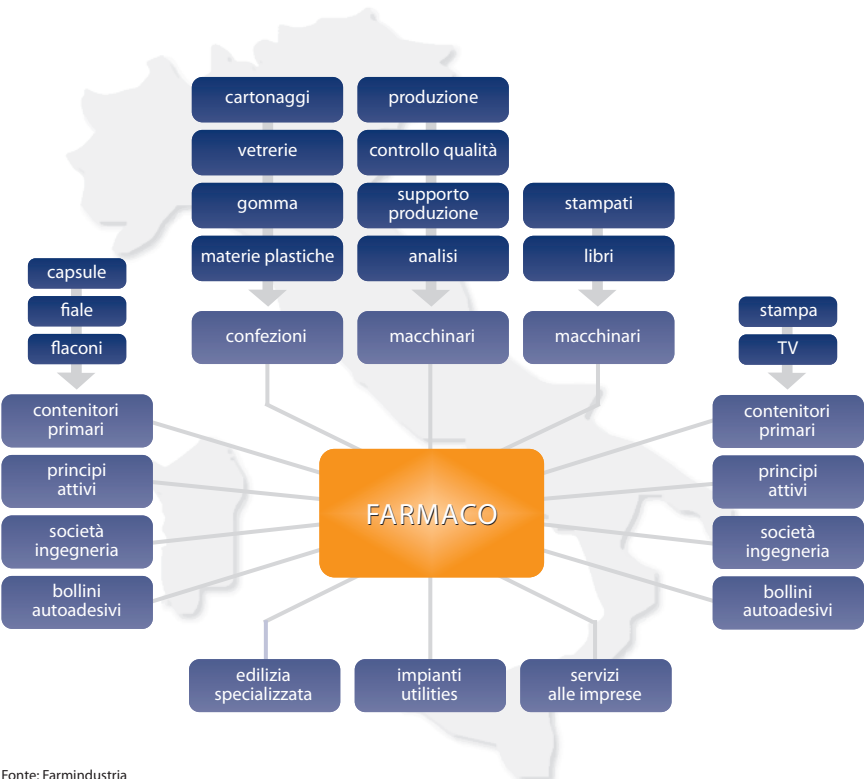 cartonaggi
produzione
vetrerie
controllo qualità
gomma
supporto
produzione
stampati
materie plastiche
analisi
libri
capsule
fiale
flaconi
confezioni
macchinari
macchinari
stampa
TV
contenitori
primari
contenitori
primari
principi
attivi
principi
attivi
FARMACO
società
ingegneria
società
ingegneria
bollini
autoadesivi
bollini
autoadesivi
edilizia
specializzata
impianti
utilities
servizi
alle imprese
Fonte: Farmindustria